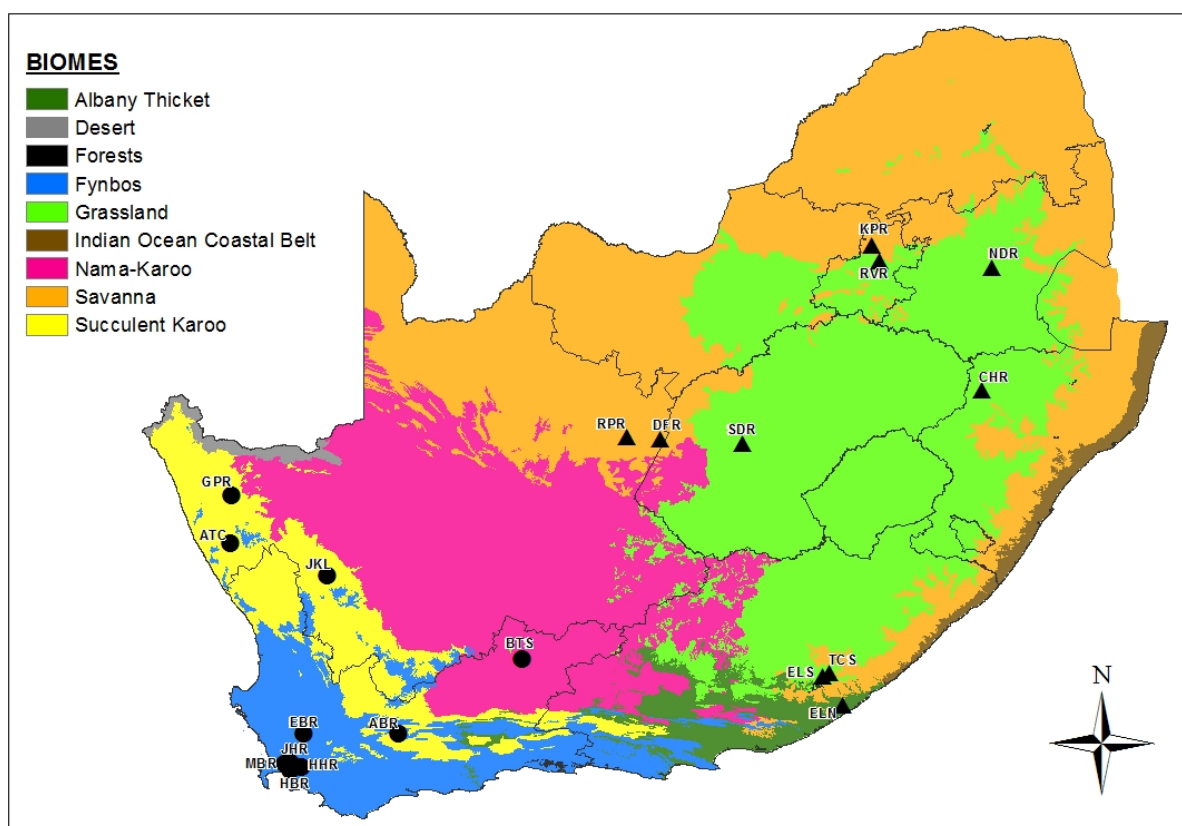 BIOMES
Albany Thicket
Desert
Forests
Fynbos
Grassland
Indian Ocean Coastal Belt
Nama-Karoo
Savanna
Succulent Karoo
KPR
RVR
NDR
CHR
RPR
DFR
SDR
GPR
ATC
JKL
BTS
TCS
ELS
ELN
EBR
ABR
JHR
MBR
HHR
HBR
N